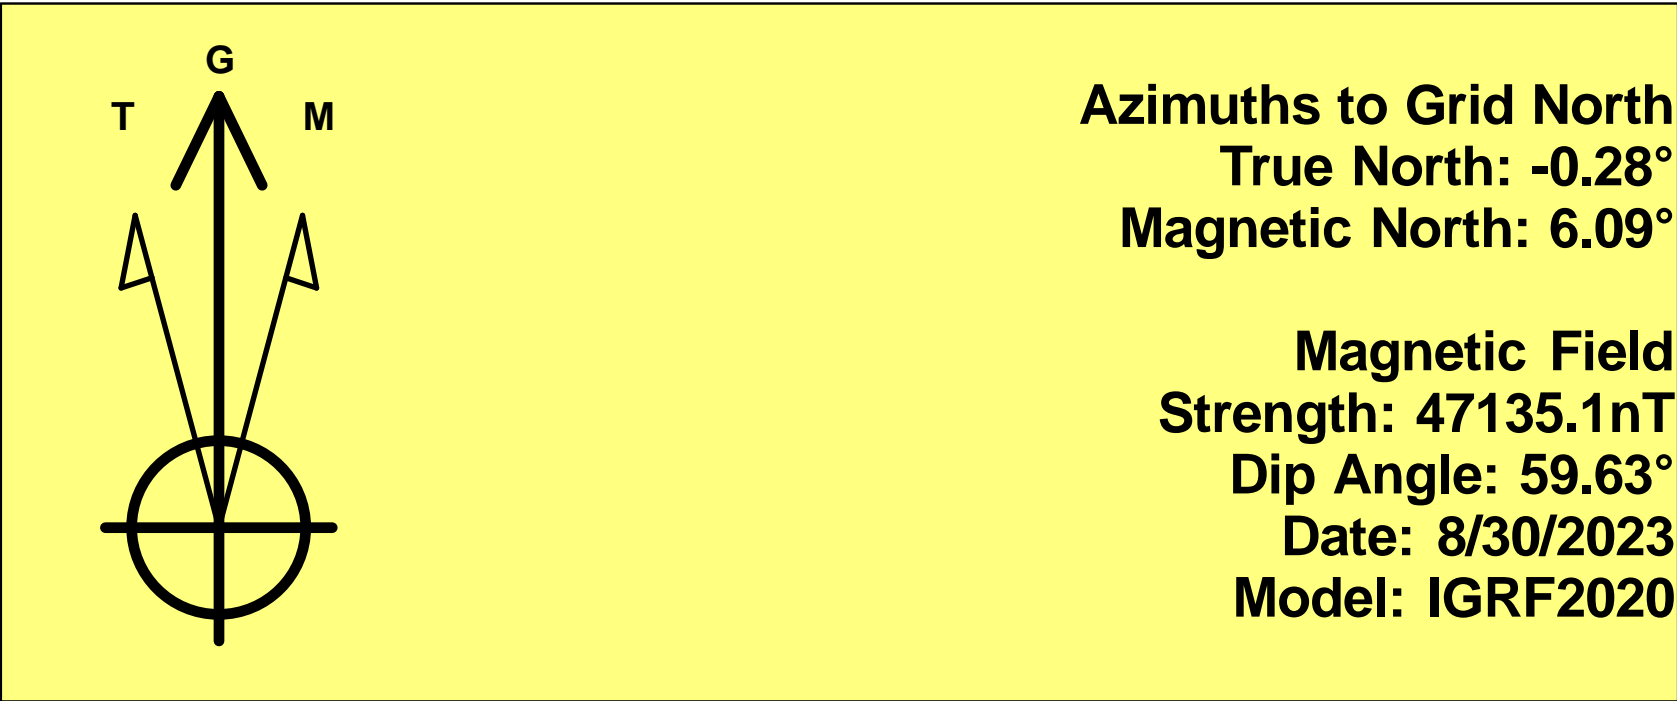 G
T
M
Azimuths to Grid North
True North: -0.28°
Magnetic North: 6.09°
Magnetic Field
Strength: 47135.1nT
Dip Angle: 59.63°
Date: 8/30/2023
Model: IGRF2020